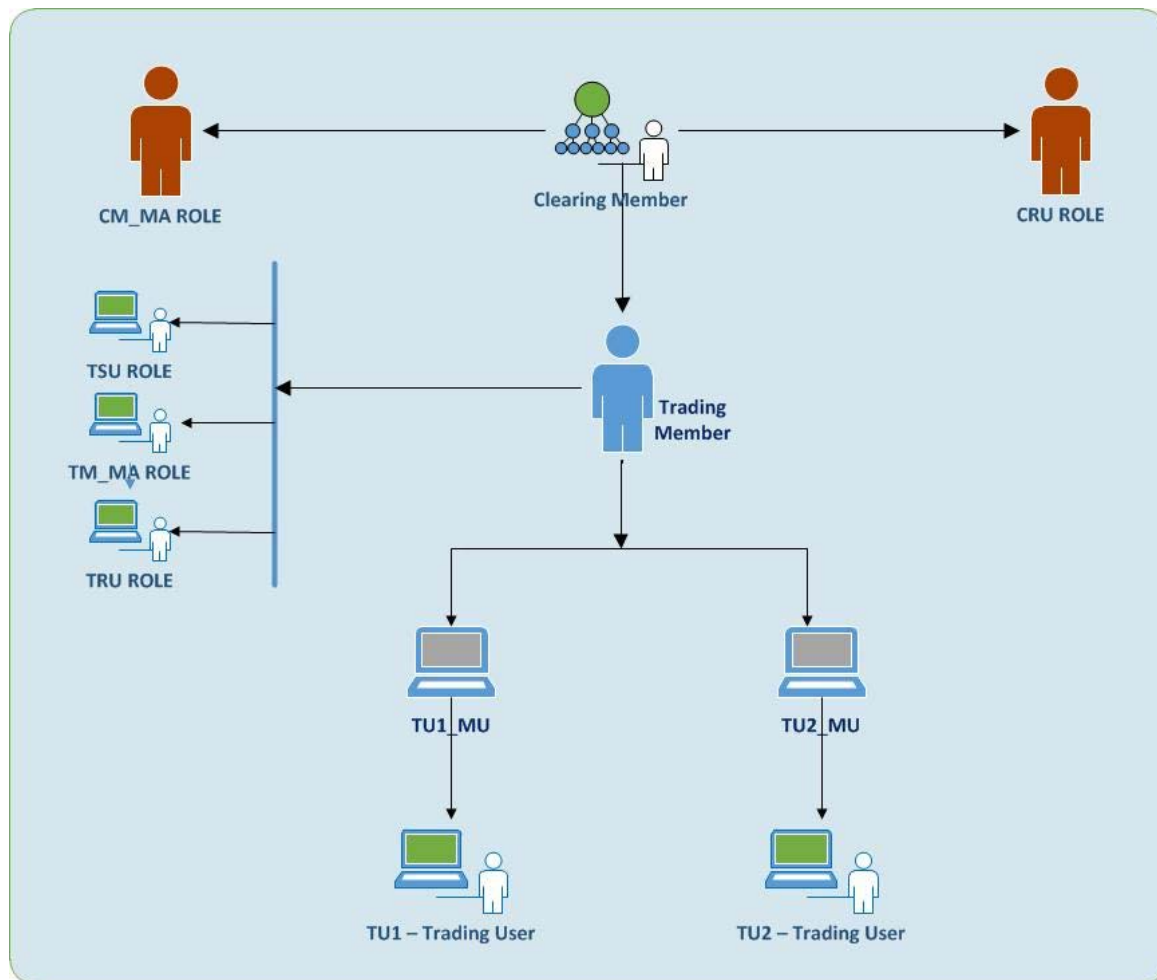 Clearing Member
CM_MA ROLE
CRU ROLE
TSU ROLE
Trading
Member
TM_MA ROLE
TRU ROLE
TU1_MU
TU2_MU
TU1 – Trading User
TU2 – Trading User